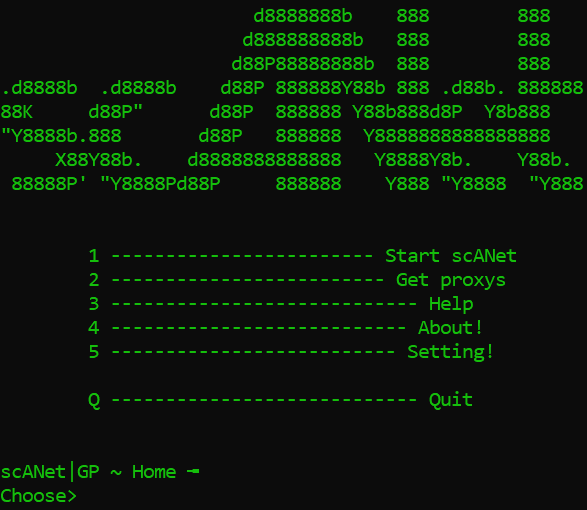 d8888888b    888        888
                      d888888888b   888        888
                     d88P88888888b  888        888
.d8888b  .d8888b    d88P 888888Y88b 888 .d88b. 888888
88K     d88P"      d88P  888888 Y88b888d8P  Y8b888
"Y8888b.888       d88P   888888  Y8888888888888888
     X88Y88b.    d8888888888888   Y8888Y8b.    Y88b.
 88888P' "Y8888Pd88P     888888    Y888 "Y8888  "Y888
1 ------------------------ Start scANet
2 ------------------------- Get proxys
3 ---------------------------- Help
4 --------------------------- About!
5 -------------------------- Setting!
Q ---------------------------- Quit
scANet|GP ~ Home ╼
Choose>